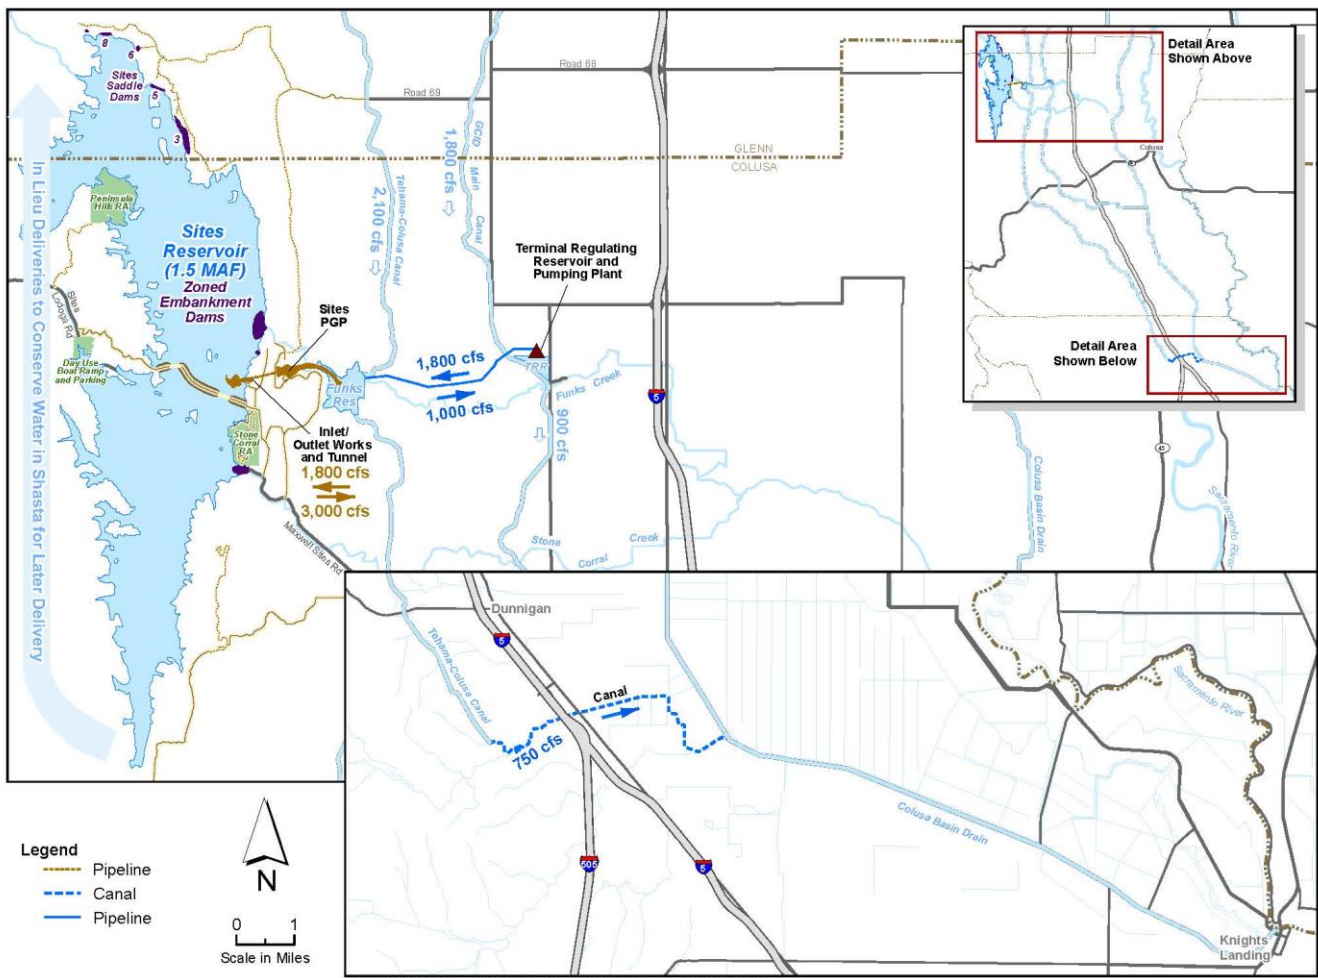 8
6
Sites
Saddle
Dams
5
3
Road 68
Road 69
GCID Main Canal
1,800 cfs
GLENN
COLUSA
Tehama-Colusa Canal
2,100 cfs
In Lieu Deliveries to Conserve Water in Shasta for Later Delivery
Peninsula
Hills RA
Sites
Reservoir
(1.5 MAF)
Zoned
Embankment
Dams
Terminal Regulating
Reservoir and
Pumping Plant
Sites
PGP
Sites
Lodoga Rd
Day Use
Boat Ramp
and Parking
1,800 cfs
TRR
Funks
Res
Funks Creek
5
1,000 cfs
900 cfs
Stone
Corral
RA
Inlet/
Outlet Works
and Tunnel
1,800 cfs
3,000 cfs
Maxwell Sites Rd
Stone
Corral
Creek
Detail Area
Shown Above
Colusa
Detail Area
Shown Below
45
Colusa Basin Drain
Sacramento River
Dunnigan
5
Tehama-Colusa Canal
Canal
750 cfs
Sacramento River
Colusa Basin Drain
505
5
Knights
Landing
Legend
Pipeline
Canal
Pipeline
N
0 1
Scale in Miles